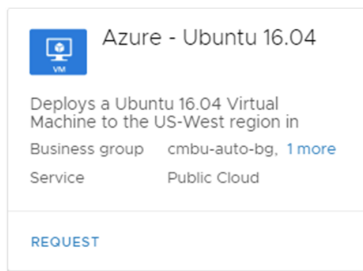 Azure - Ubuntu 16.04
VM
Deploys a Ubuntu 16.04 Virtual
Machine to the US-West region in
Business group cmbu-auto-bg, 1 more
Service Public Cloud
REQUEST